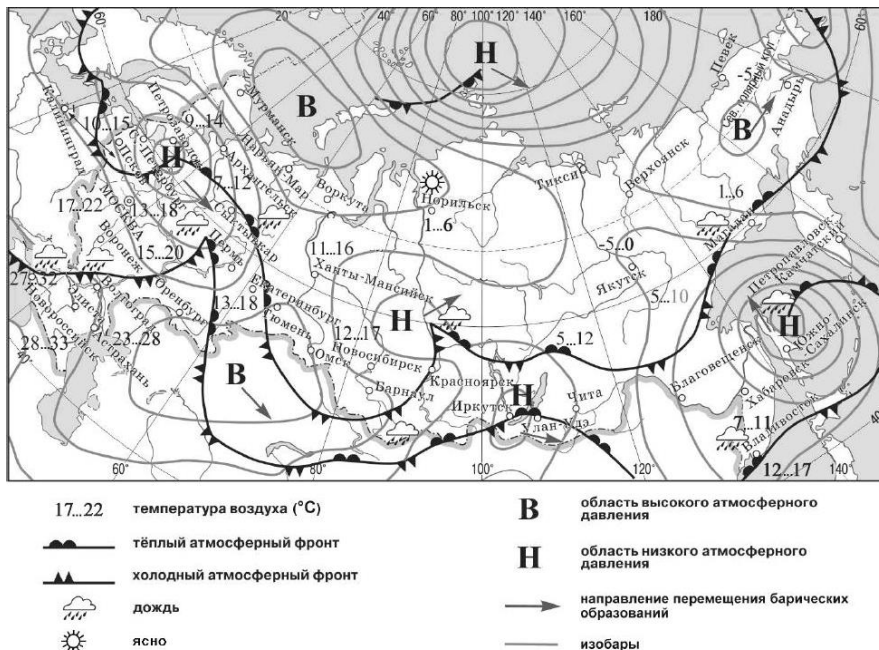 60°
80°
100°
120°
140°
160°
180°
60°
Н
В
Певек
-5
Сев. полярный круг
Анадырь
В
Мурманск
Петрозаводск
9...14
Калининград
10...15
С.-Петербург
Псков
Н
Архангельск
7...12
Нарьян-Мар
Воркута
Норильск
1...6
Тикси
Верхоянск
1...6
Магадан
17...22
МОСКВА
13...18
Сыктывкар
Воронеж
15...20
Пермь
11...16
Ханты-Мансийск
-5...0
Якутск
5...10
Петропавловск-Камчатский
27...32
Новороссийск
Элиста
Волгоград
Оренбург
13...18
Екатеринбург
Тюмень
Н
5...12
Н
Южно-Сахалинск
28...33
Астрахань
23...28
12...17
Омск
Новосибирск
Барнаул
Красноярск
В
Н
Иркутск
Улан-Удэ
Чита
Благовещенск
Хабаровск
7...11
Владивосток
12...17
40°
40°
60°
80°
100°
120°
140°
17...22 температура воздуха (°C)
тёплый атмосферный фронт
холодный атмосферный фронт
дождь
ясно
В область высокого атмосферного
давления
Н область низкого атмосферного
давления
направление перемещения барических
образований
изобары